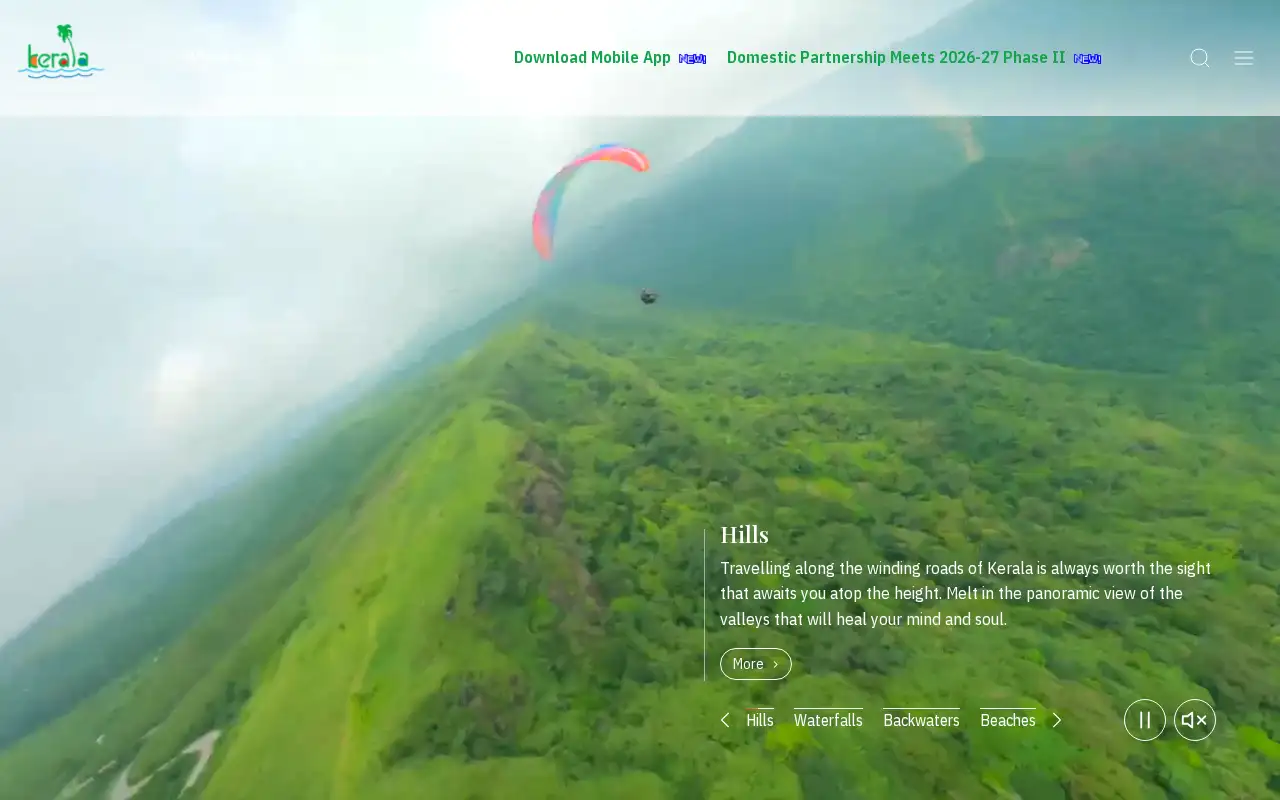 kerala
Download Mobile App NEW!
Domestic Partnership Meets 2026-27 Phase II NEW!
Hills
Travelling along the winding roads of Kerala is always worth the sight
that awaits you atop the height. Melt in the panoramic view of the
valleys that will heal your mind and soul.
More
Hills Waterfalls Backwaters Beaches